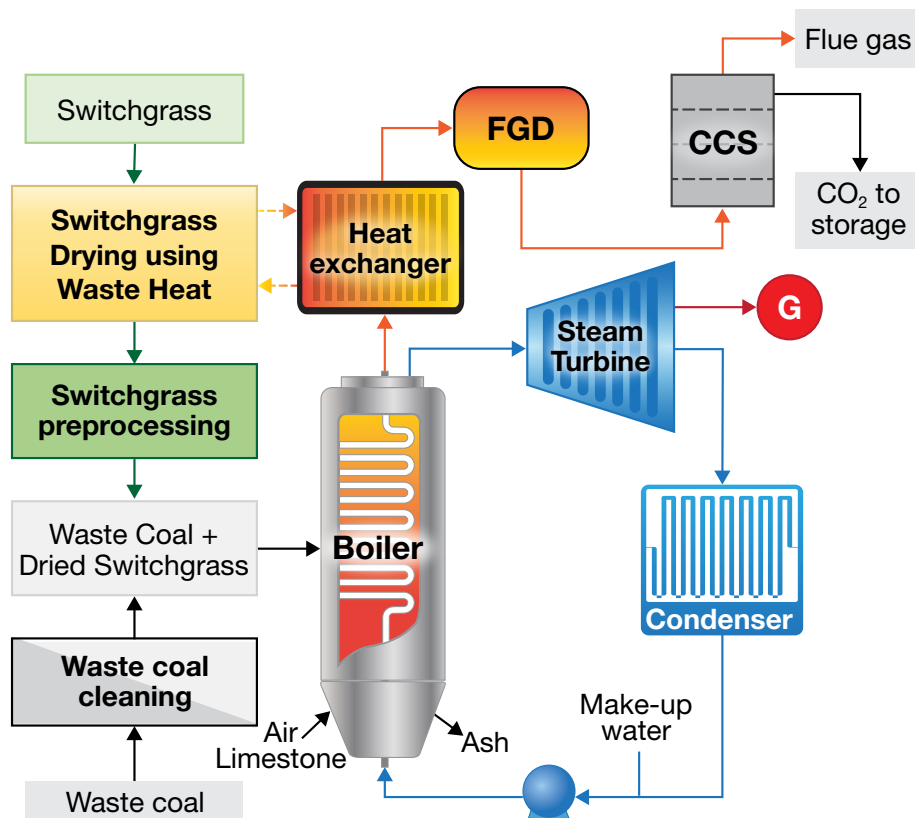 Flue gas
Switchgrass
FGD
CCS
CO₂ to
storage
Switchgrass
Drying using
Waste Heat
Heat
exchanger
Steam
Turbine
G
Switchgrass
preprocessing
Waste Coal +
Dried Switchgrass
Boiler
Condenser
Waste coal
cleaning
Air
Limestone
Ash
Make-up
water
Waste coal